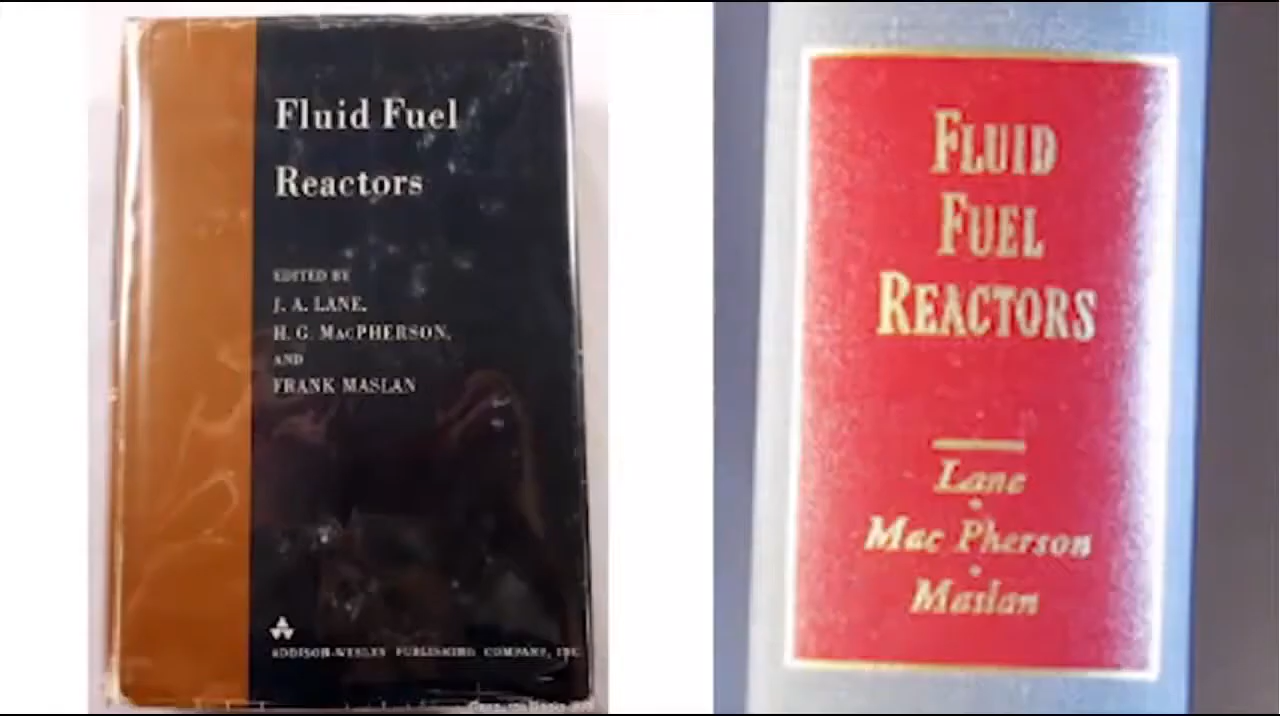 Fluid Fuel
Reactors
EDITED BY
J. A. LANE,
H. G. MacPHERSON,
AND
FRANK MASLAN
ADDISON-WESLEY PUBLISHING COMPANY, INC.
FLUID
FUEL
REACTORS
Lane
Mac Pherson
Maslan